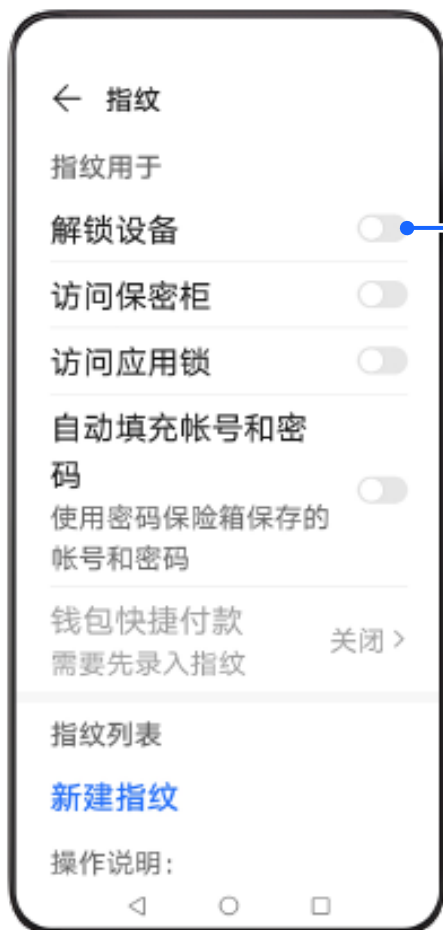 指纹
指纹用于
解锁设备
访问保密柜
访问应用锁
自动填充帐号和密
码
使用密码保险箱保存的
帐号和密码
钱包快捷付款
需要先录入指纹
关闭
指纹列表
新建指纹
操作说明：